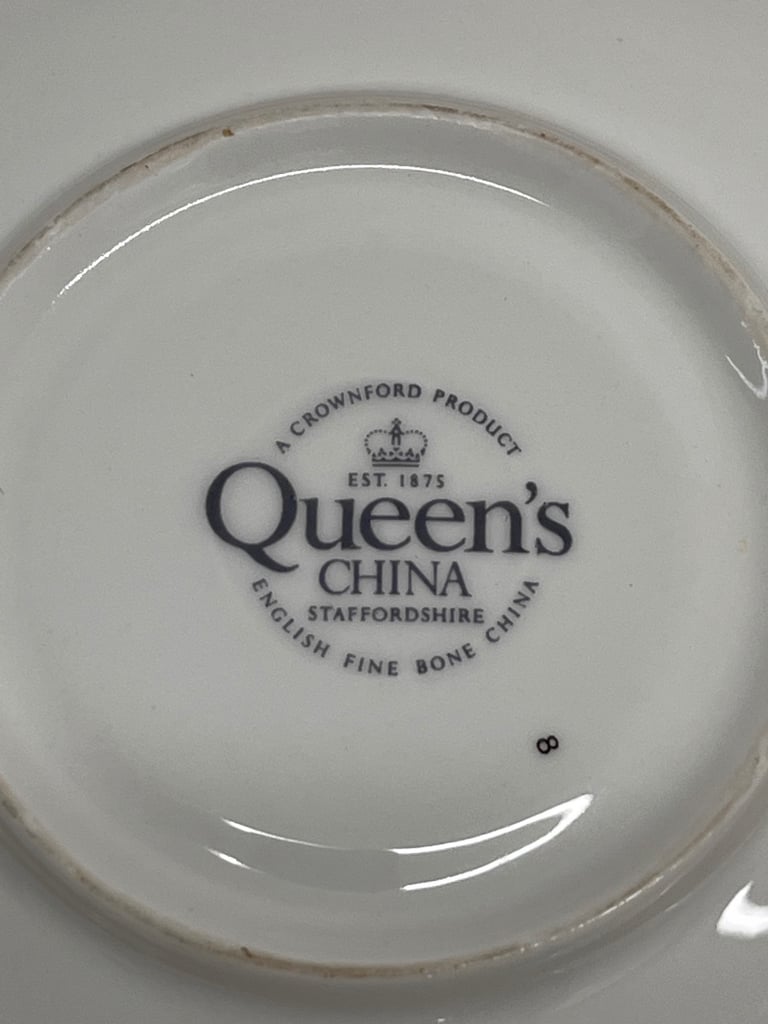 A CROWNFORD PRODUCT
EST. 1875
Queen's
CHINA
STAFFORDSHIRE
ENGLISH FINE BONE CHINA
8